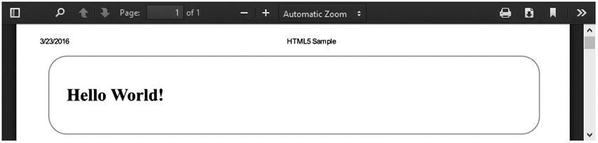 Page: 1 of 1 Automatic Zoom
3/23/2016 HTML5 Sample
Hello World!